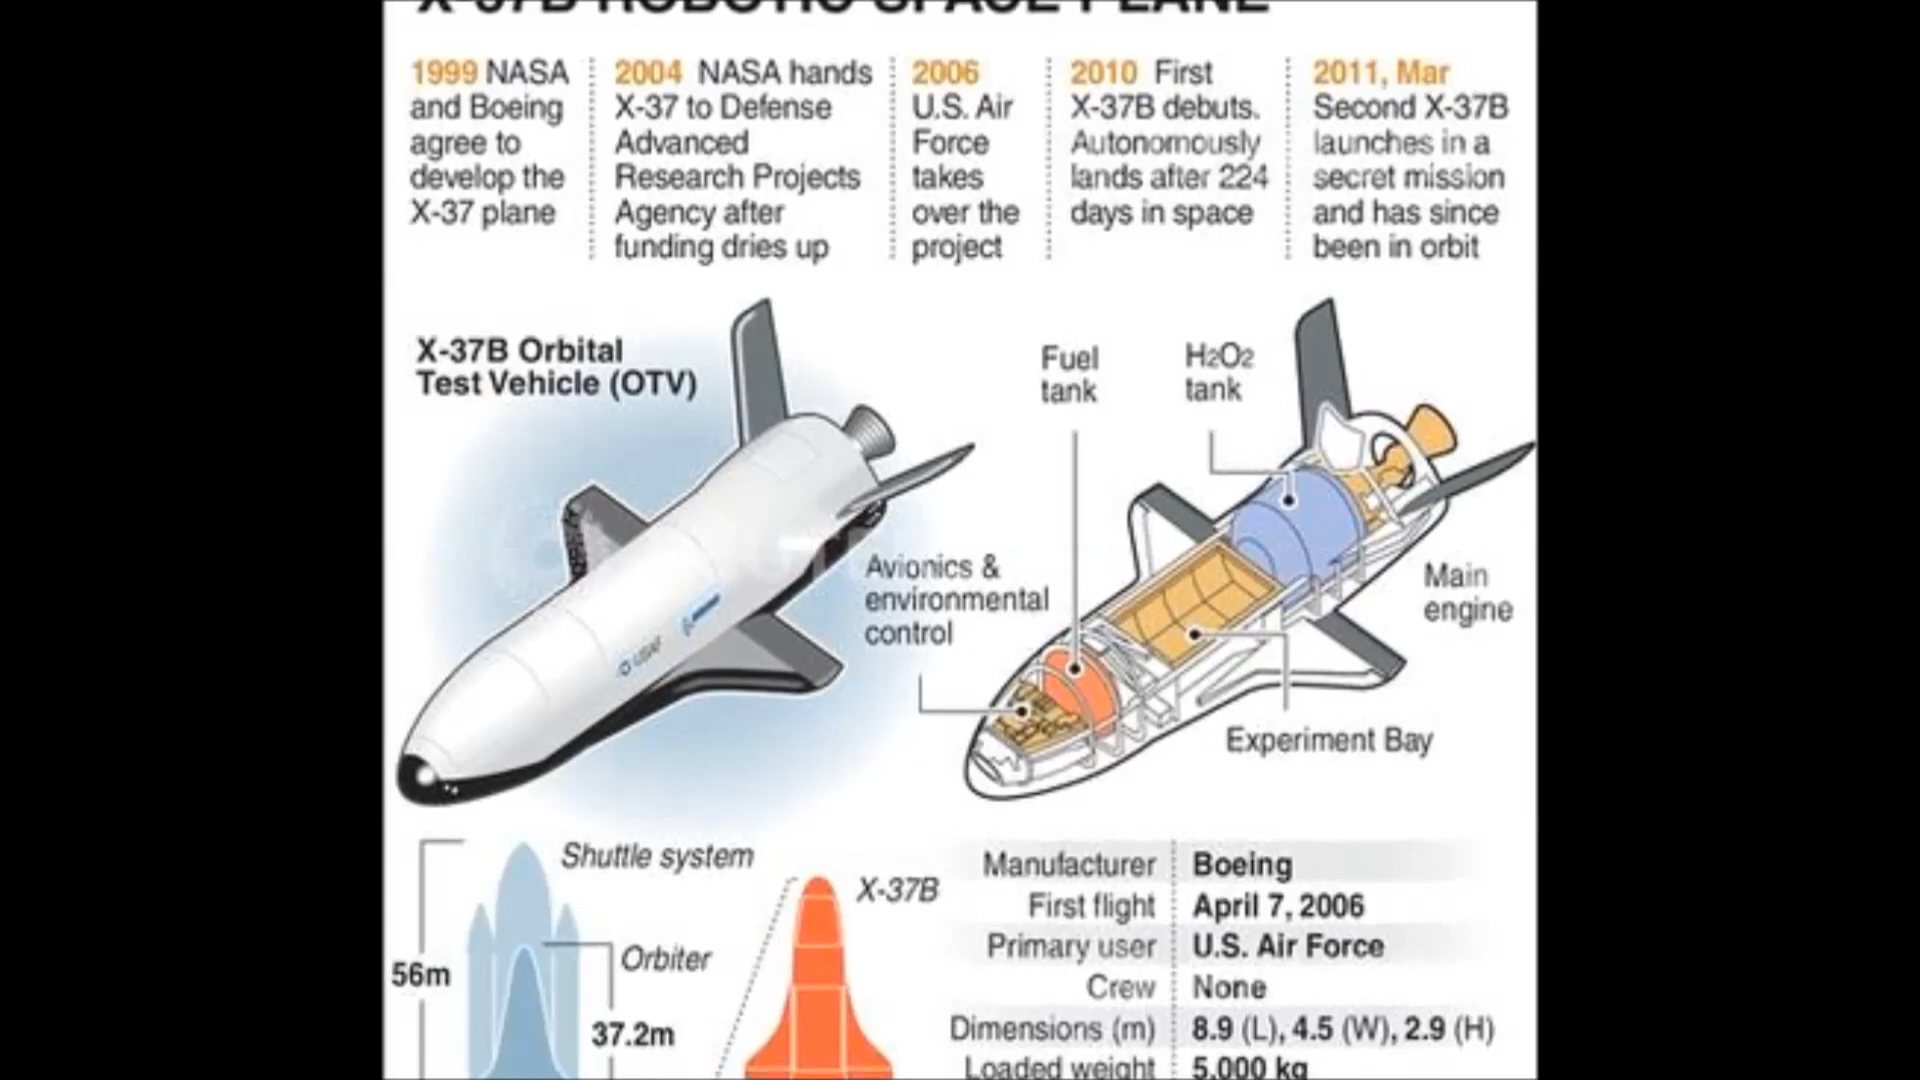 X-37B ROBOTIC SPACE PLANE
1999 NASA
and Boeing
agree to
develop the
X-37 plane
2004 NASA hands
X-37 to Defense
Advanced
Research Projects
Agency after
funding dries up
2006
U.S. Air
Force
takes
over the
project
2010 First
X-37B debuts.
Autonomously
lands after 224
days in space
2011, Mar
Second X-37B
launches in a
secret mission
and has since
been in orbit
X-37B Orbital
Test Vehicle (OTV)
Fuel
tank
H2O2
tank
Avionics &
environmental
control
Main
engine
Experiment Bay
USAF
Shuttle system
56m
Orbiter
37.2m
X-37B
Manufacturer Boeing
First flight April 7, 2006
Primary user U.S. Air Force
Crew None
Dimensions (m) 8.9 (L), 4.5 (W), 2.9 (H)
Loaded weight 5,000 kg